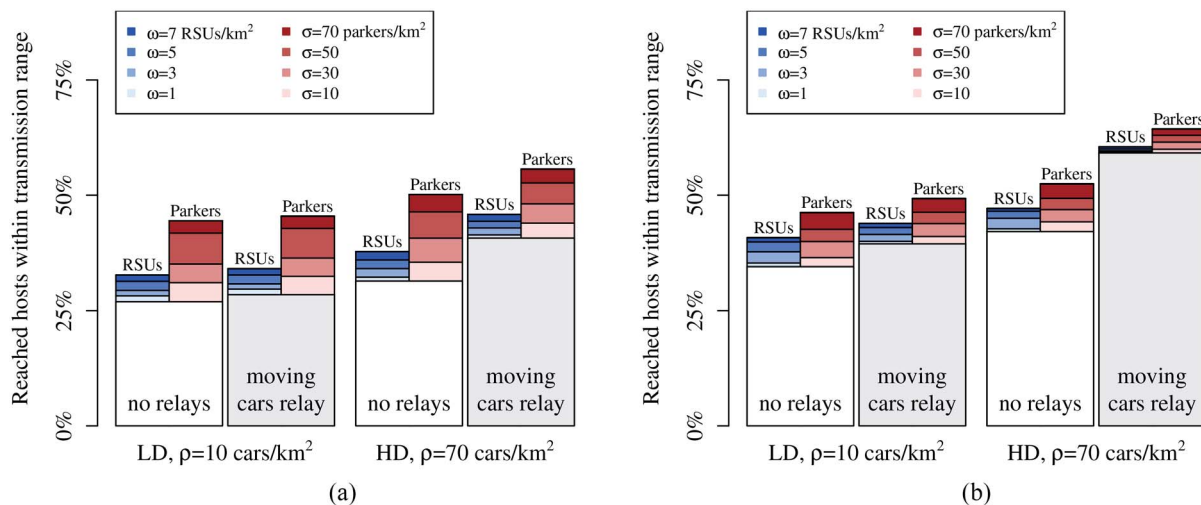 Reached hosts within transmission range
0%
25%
50%
75%
ω=7 RSUs/km²
ω=5
ω=3
ω=1
σ=70 parkers/km²
σ=50
σ=30
σ=10
RSUs
Parkers
RSUs
Parkers
RSUs
Parkers
RSUs
Parkers
no relays
moving
cars relay
no relays
moving
cars relay
LD, ρ=10 cars/km²
HD, ρ=70 cars/km²
(a)
Reached hosts within transmission range
0%
25%
50%
75%
ω=7 RSUs/km²
ω=5
ω=3
ω=1
σ=70 parkers/km²
σ=50
σ=30
σ=10
RSUs
Parkers
RSUs
Parkers
RSUs
Parkers
RSUs
Parkers
no relays
moving
cars relay
no relays
moving
cars relay
LD, ρ=10 cars/km²
HD, ρ=70 cars/km²
(b)